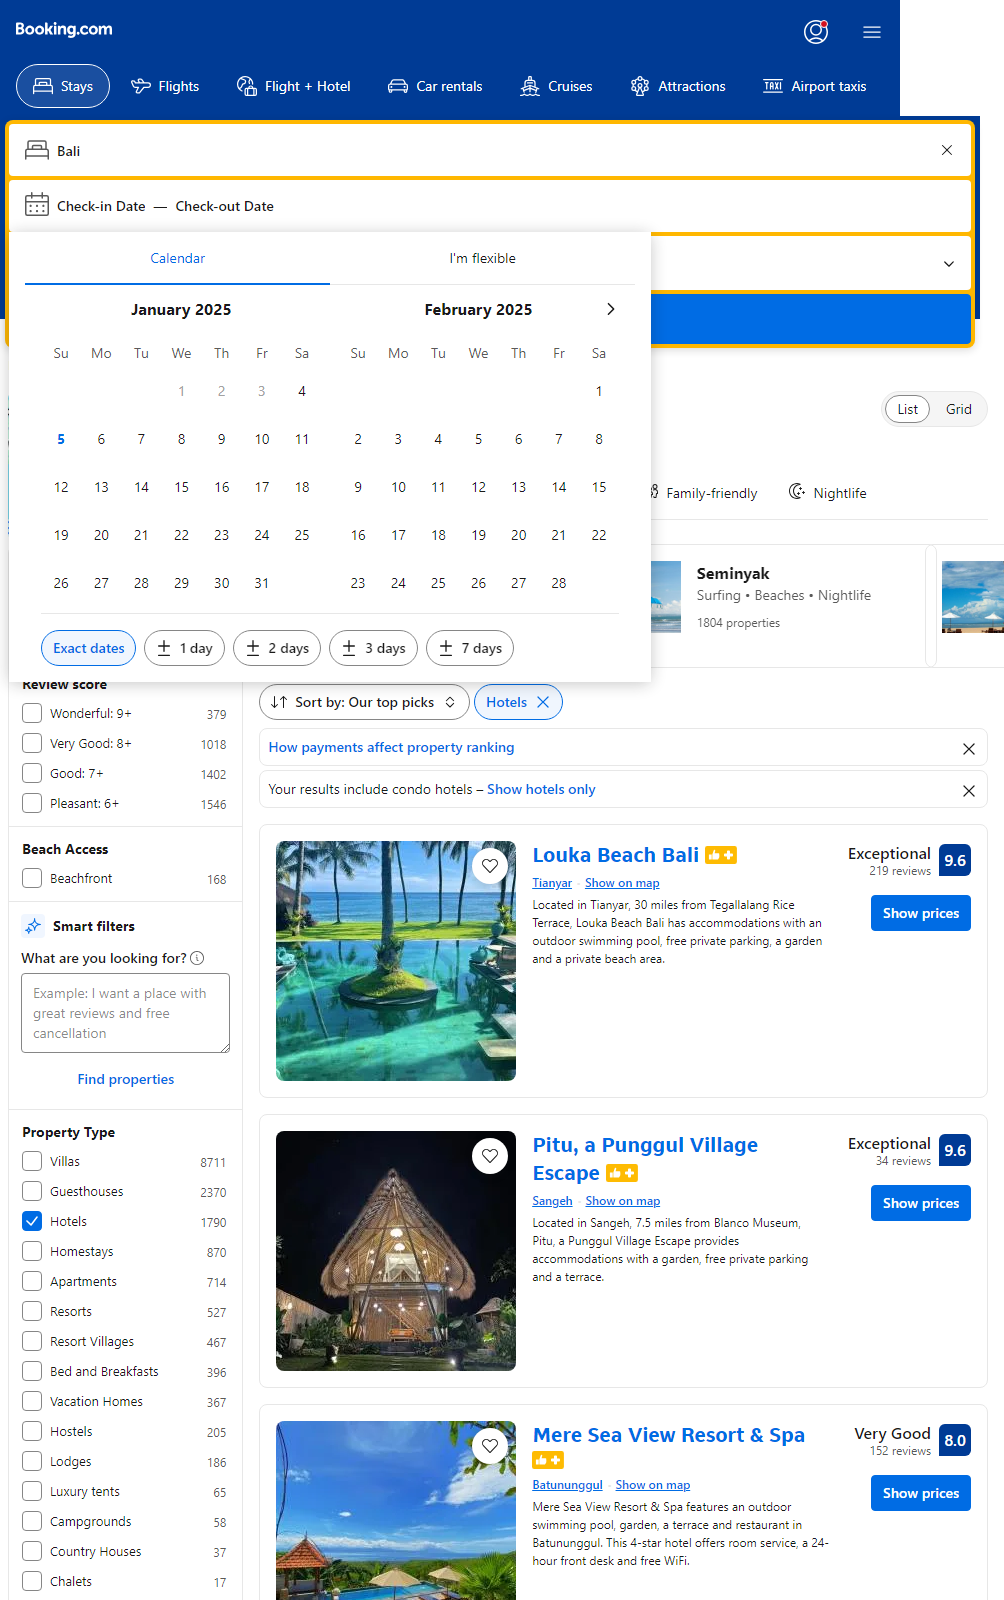 Booking.com
Stays
Flights
Flight + Hotel
Car rentals
Cruises
Attractions
Airport taxis
Bali
Check-in Date — Check-out Date
Calendar
I'm flexible
January 2025
Su Mo Tu We Th Fr Sa
1 2 3 4
5 6 7 8 9 10 11
12 13 14 15 16 17 18
19 20 21 22 23 24 25
26 27 28 29 30 31
February 2025
Su Mo Tu We Th Fr Sa
1
2 3 4 5 6 7 8
9 10 11 12 13 14 15
16 17 18 19 20 21 22
23 24 25 26 27 28
Exact dates
± 1 day
± 2 days
± 3 days
± 7 days
List
Grid
Family-friendly
Nightlife
Seminyak
Surfing • Beaches • Nightlife
1804 properties
Review score
Wonderful: 9+ 379
Very Good: 8+ 1018
Good: 7+ 1402
Pleasant: 6+ 1546
Beach Access
Beachfront 168
Smart filters
What are you looking for?
Example: I want a place with
great reviews and free
cancellation
Find properties
Property Type
Villas 8711
Guesthouses 2370
Hotels 1790
Homestays 870
Apartments 714
Resorts 527
Resort Villages 467
Bed and Breakfasts 396
Vacation Homes 367
Hostels 205
Lodges 186
Luxury tents 65
Campgrounds 58
Country Houses 37
Chalets 17
Sort by: Our top picks
Hotels
How payments affect property ranking
Your results include condo hotels – Show hotels only
Louka Beach Bali
Tianyar · Show on map
Located in Tianyar, 30 miles from Tegallalang Rice
Terrace, Louka Beach Bali has accommodations with an
outdoor swimming pool, free private parking, a garden
and a private beach area.
Exceptional
219 reviews
9.6
Show prices
Pitu, a Punggul Village
Escape
Sangeh · Show on map
Located in Sangeh, 7.5 miles from Blanco Museum,
Pitu, a Punggul Village Escape provides
accommodations with a garden, free private parking
and a terrace.
Exceptional
34 reviews
9.6
Show prices
Mere Sea View Resort & Spa
Batununggul · Show on map
Mere Sea View Resort & Spa features an outdoor
swimming pool, garden, a terrace and restaurant in
Batununggul. This 4-star hotel offers room service, a 24-
hour front desk and free WiFi.
Very Good
152 reviews
8.0
Show prices